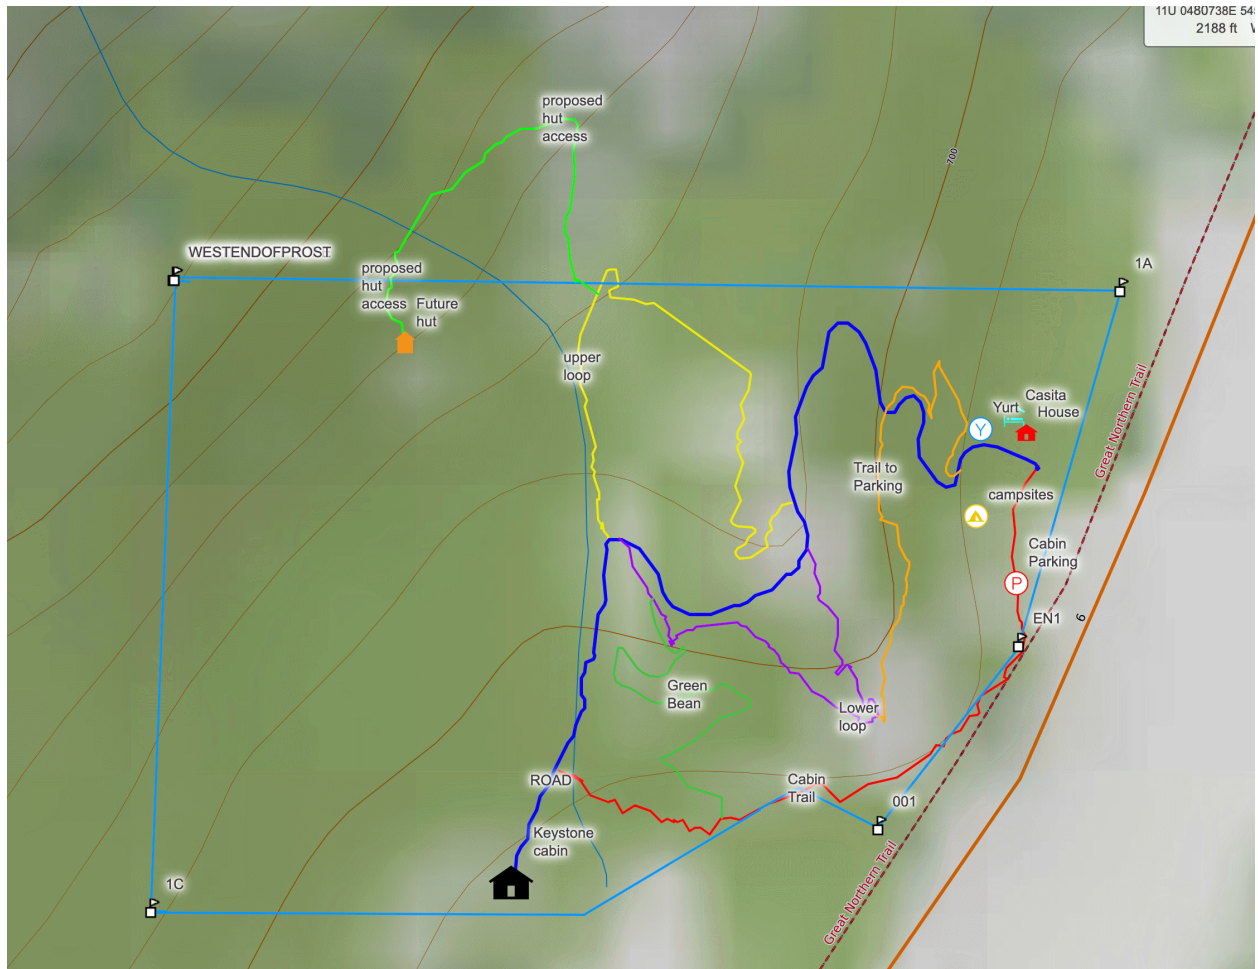 11U 0480738E 545
2188 ft W
proposed
hut
access
700
WESTENDOFPROST
1A
proposed
hut
access
Future
hut
upper
loop
Great Northern Trail
Casita
House
Yurt
Y
Trail to
Parking
campsites
Cabin
Parking
P
EN1
9
Green
Bean
Lower
loop
ROAD
Cabin
Trail
001
Keystone
cabin
Great Northern Trail
1C